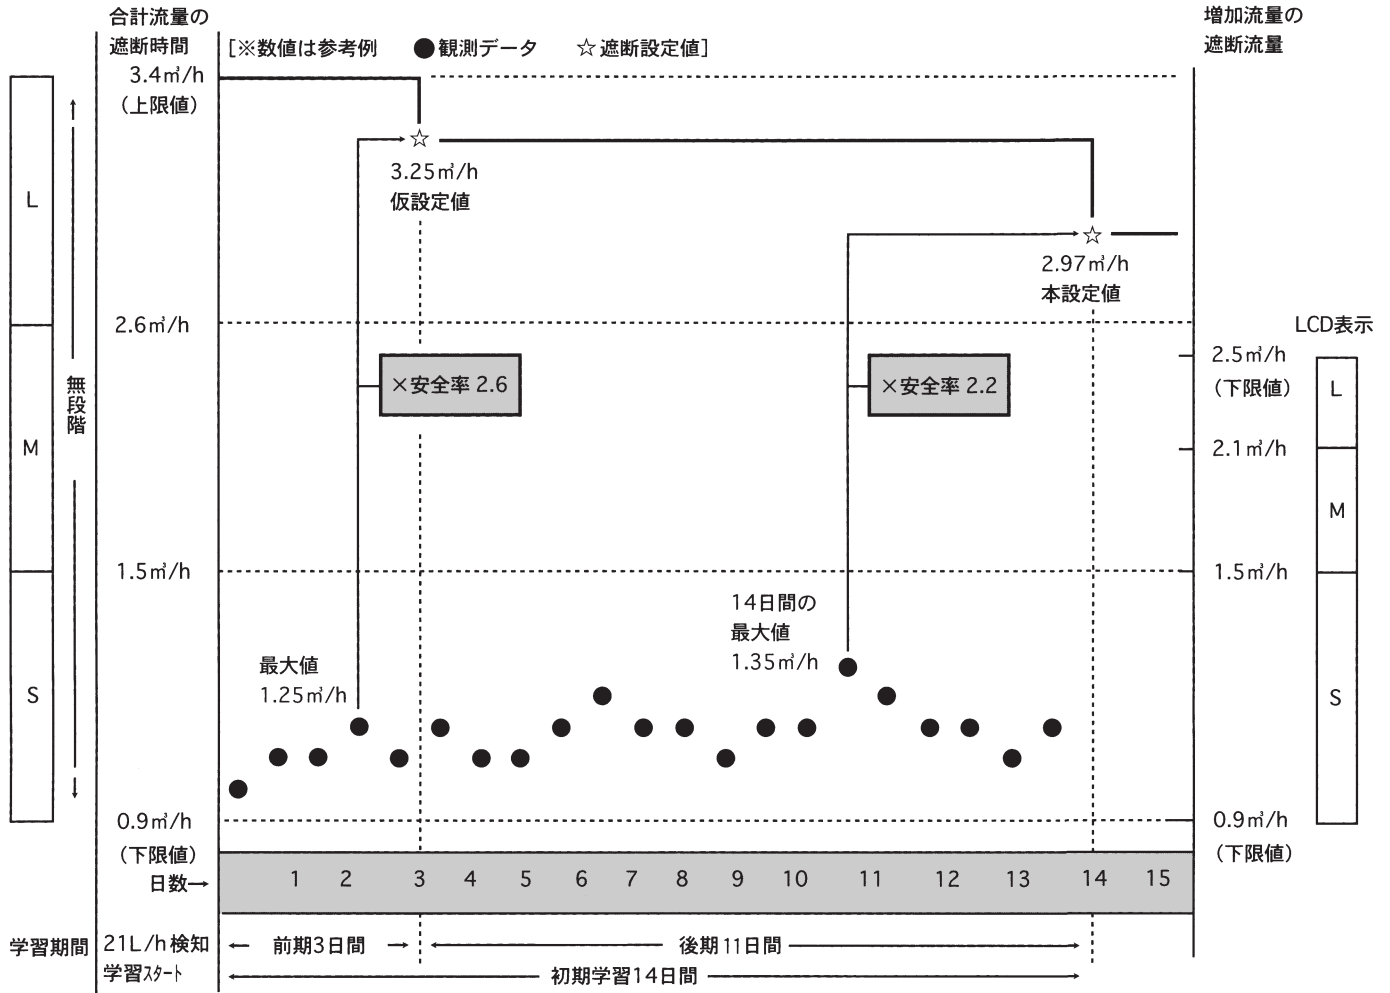 合計流量の
遮断時間
[※数値は参考例 ●観測データ ☆遮断設定値]
増加流量の
遮断流量
3.4㎥/h
(上限値)
☆
3.25㎥/h
仮設定値
☆
2.97㎥/h
本設定値
L
M
S
無段階
2.6㎥/h
1.5㎥/h
0.9㎥/h
(下限値)
×安全率 2.6
×安全率 2.2
LCD表示
2.5㎥/h
(下限値)
2.1㎥/h
1.5㎥/h
0.9㎥/h
(下限値)
L
M
S
最大値
1.25㎥/h
14日間の
最大値
1.35㎥/h
日数→ 1 2 3 4 5 6 7 8 9 10 11 12 13 14 15
学習期間
21L/h検知
学習スタート
前期3日間
後期11日間
初期学習14日間